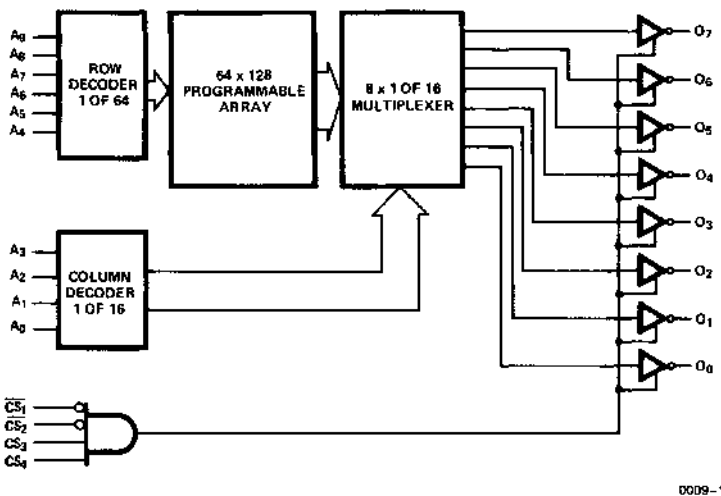 A₉
A₈
A₇
A₆
A₅
A₄
ROW
DECODER
1 OF 64
64 x 128
PROGRAMMABLE
ARRAY
8 x 1 OF 16
MULTIPLEXER
O₇
O₆
O₅
O₄
O₃
O₂
O₁
O₀
A₃
A₂
A₁
A₀
COLUMN
DECODER
1 OF 16
C̅S̅₁
C̅S̅₂
CS₃
CS₄